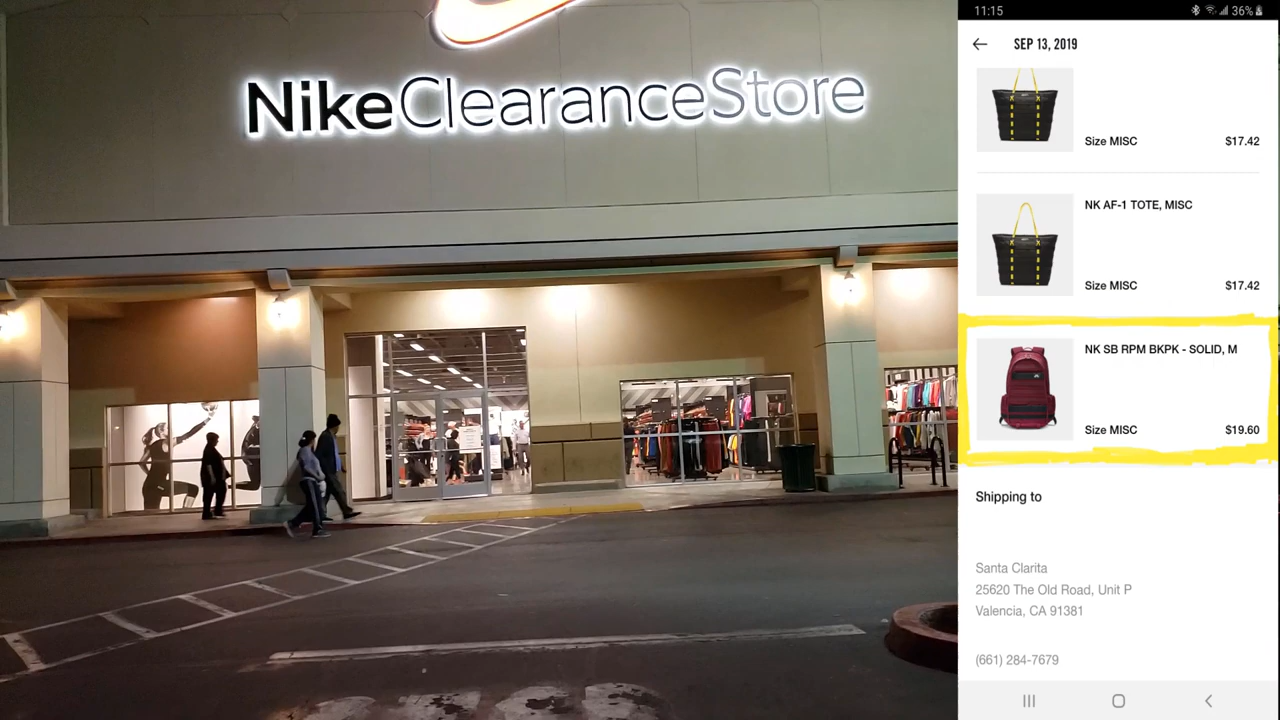 NikeClearanceStore
11:15
36%
SEP 13, 2019
Size MISC $17.42
NK AF-1 TOTE, MISC
Size MISC $17.42
NK SB RPM BKPK - SOLID, M
Size MISC $19.60
Shipping to
Santa Clarita
25620 The Old Road, Unit P
Valencia, CA 91381
(661) 284-7679